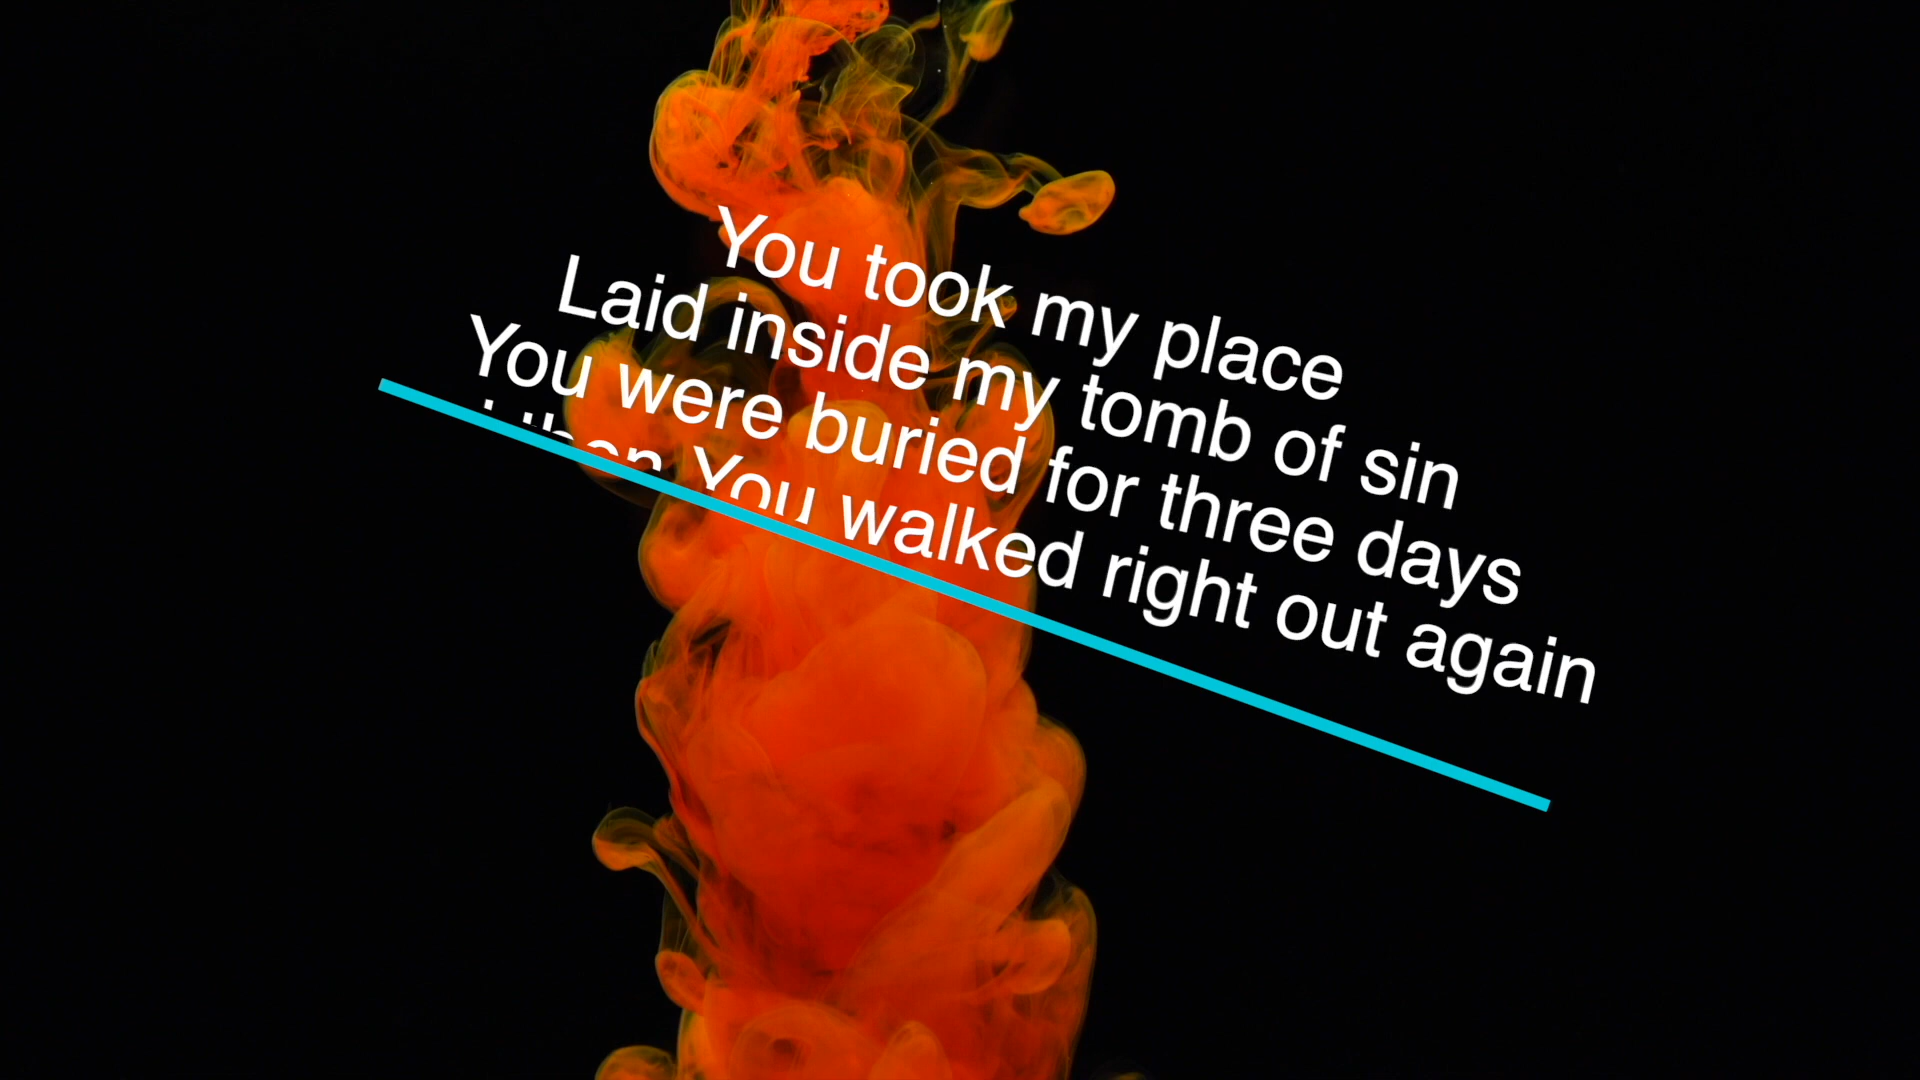 You took my place
Laid inside my tomb of sin
You were buried for three days
then You walked right out again